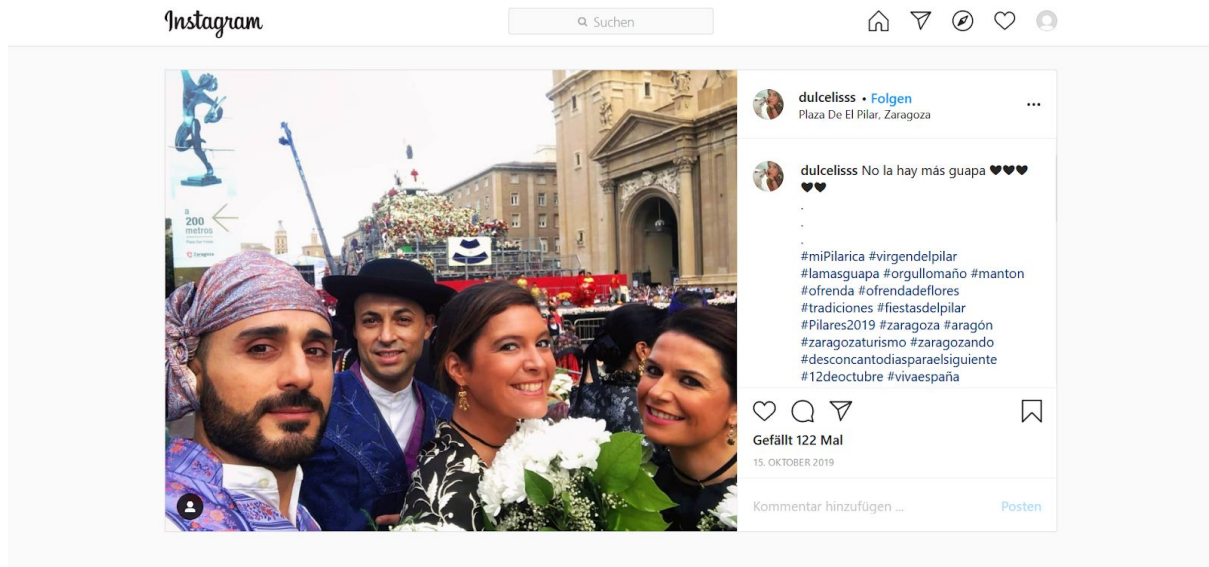 Instagram
Suchen
a
200
metros
Zaragoza
dulcelisss • Folgen
Plaza De El Pilar, Zaragoza
dulcelisss No la hay más guapa 🖤🖤🖤
🖤🖤
.
.
.
#miPilarica #virgendelpilar
#lamasguapa #orgullomaño #manton
#ofrenda #ofrendadeflores
#tradiciones #fiestasdelpilar
#Pilares2019 #zaragoza #aragón
#zaragozaturismo #zaragozando
#desconcantodiasparaelsiguiente
#12deoctubre #vivaespaña
Gefällt 122 Mal
15. OKTOBER 2019
Kommentar hinzufügen ... Posten